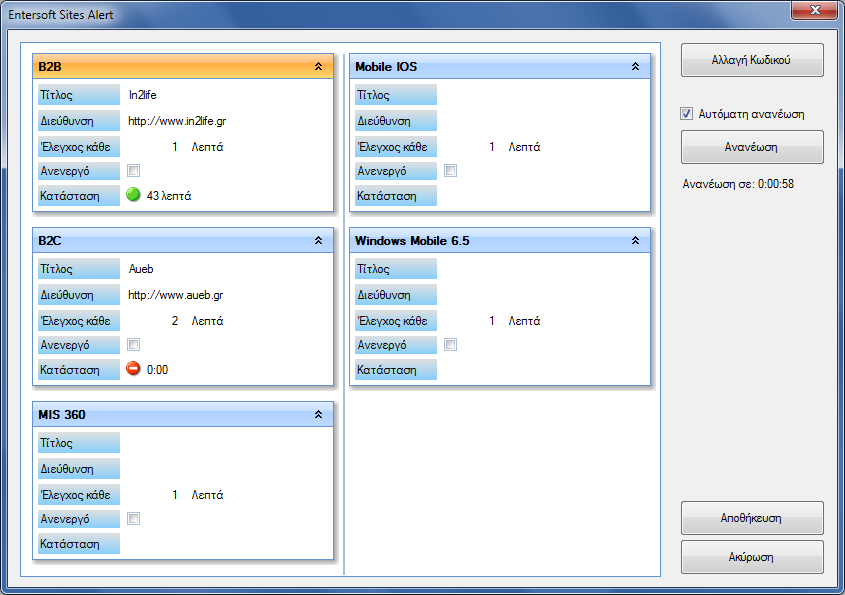 Entersoft Sites Alert
B2B
Τίτλος In2life
Διεύθυνση http://www.in2life.gr
Έλεγχος κάθε 1 Λεπτά
Ανενεργό
Κατάσταση 43 λεπτά
B2C
Τίτλος Aueb
Διεύθυνση http://www.aueb.gr
Έλεγχος κάθε 2 Λεπτά
Ανενεργό
Κατάσταση 0:00
MIS 360
Τίτλος
Διεύθυνση
Έλεγχος κάθε 1 Λεπτά
Ανενεργό
Κατάσταση
Mobile IOS
Τίτλος
Διεύθυνση
Έλεγχος κάθε 1 Λεπτά
Ανενεργό
Κατάσταση
Windows Mobile 6.5
Τίτλος
Διεύθυνση
Έλεγχος κάθε 1 Λεπτά
Ανενεργό
Κατάσταση
Αλλαγή Κωδικού
Αυτόματη ανανέωση
Ανανέωση
Ανανέωση σε: 0:00:58
Αποθήκευση
Ακύρωση